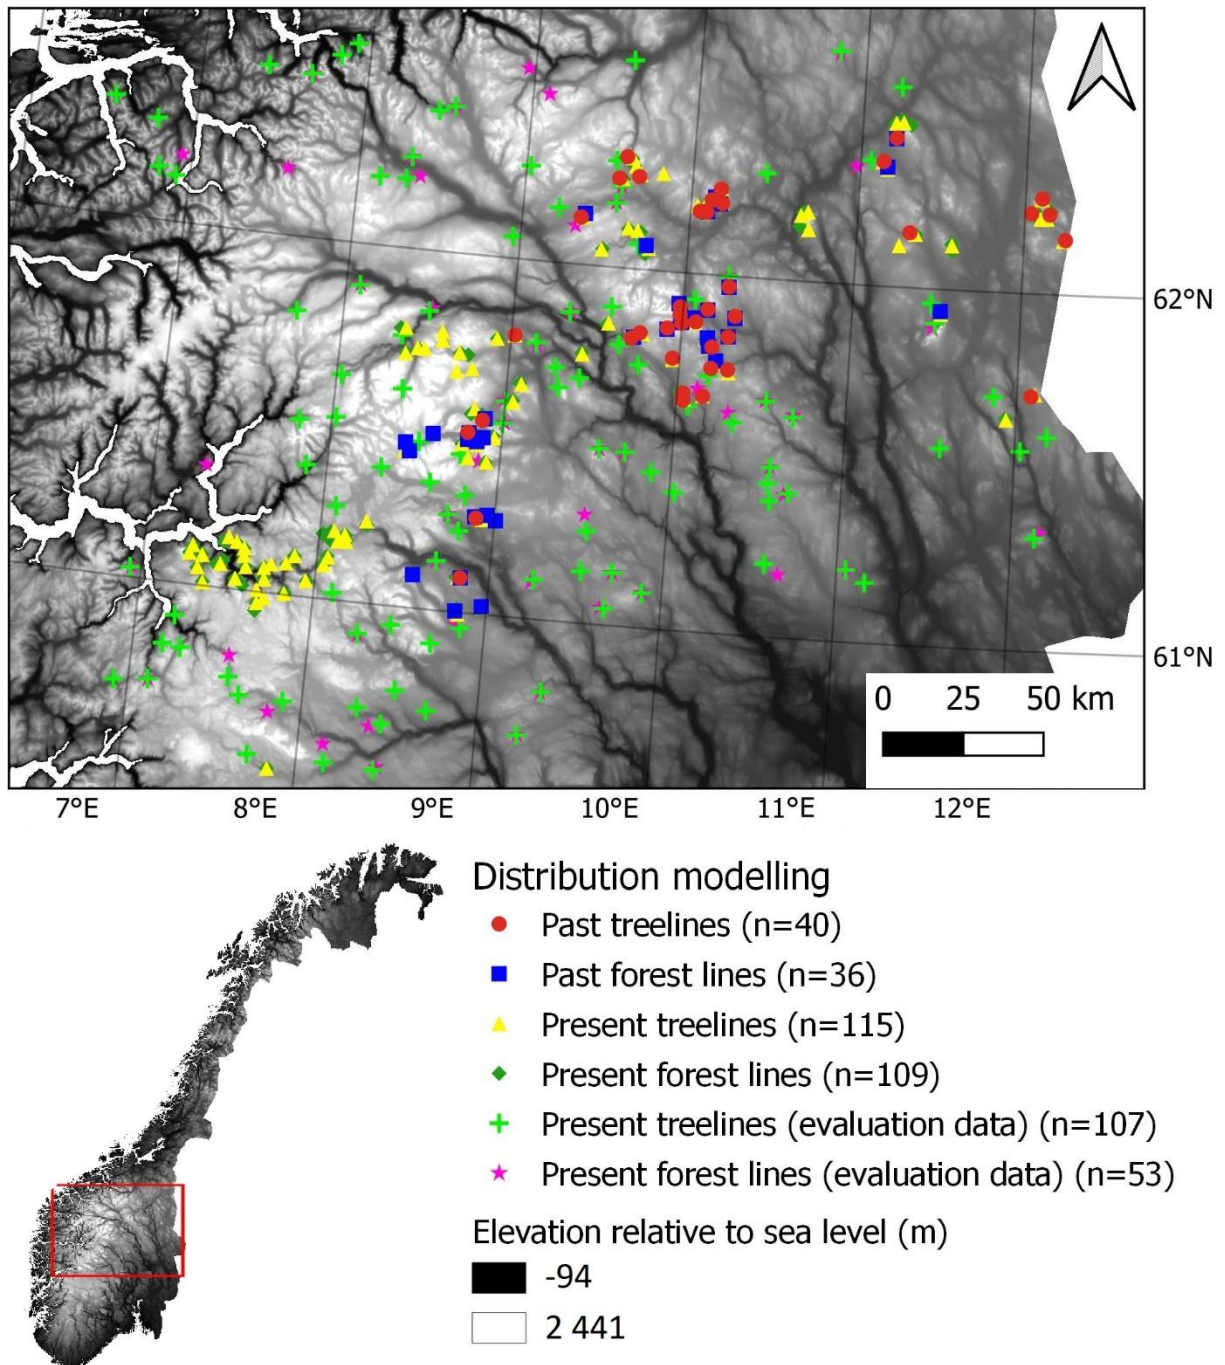 62°N
61°N
0 25 50 km
7°E 8°E 9°E 10°E 11°E 12°E
Distribution modelling
Past treelines (n=40)
Past forest lines (n=36)
Present treelines (n=115)
Present forest lines (n=109)
Present treelines (evaluation data) (n=107)
Present forest lines (evaluation data) (n=53)
Elevation relative to sea level (m)
-94
2 441